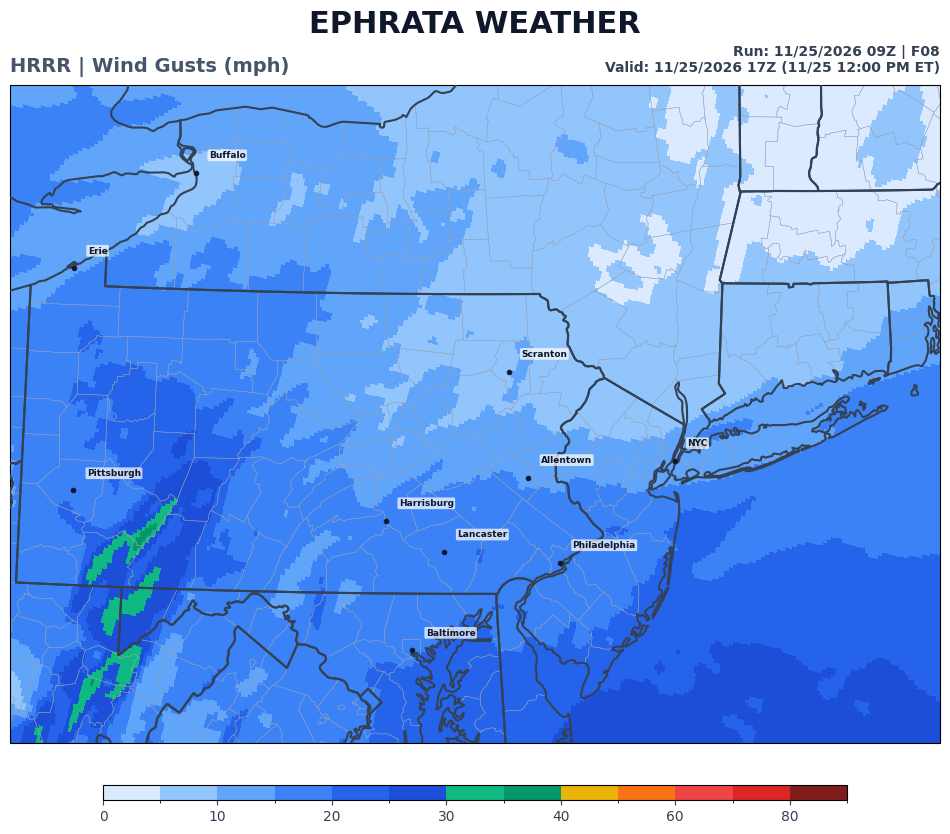 EPHRATA WEATHER
HRRR | Wind Gusts (mph)
Run: 11/25/2026 09Z | F08
Valid: 11/25/2026 17Z (11/25 12:00 PM ET)
Buffalo
Erie
Scranton
NYC
Allentown
Pittsburgh
Harrisburg
Lancaster
Philadelphia
Baltimore
0 10 20 30 40 60 80